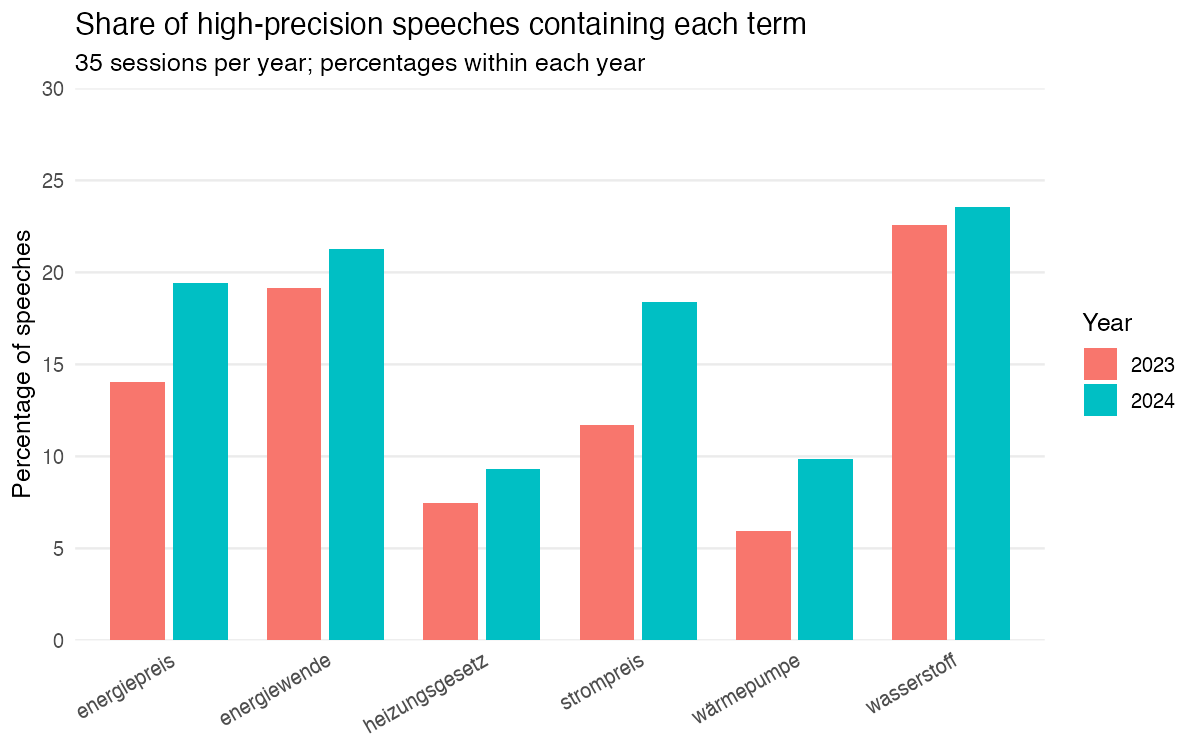 Share of high-precision speeches containing each term
35 sessions per year; percentages within each year
30
25
20
15
10
5
0
Percentage of speeches
energiepreis
energiewende
heizungsgesetz
strompreis
wärmepumpe
wasserstoff
Year
2023
2024